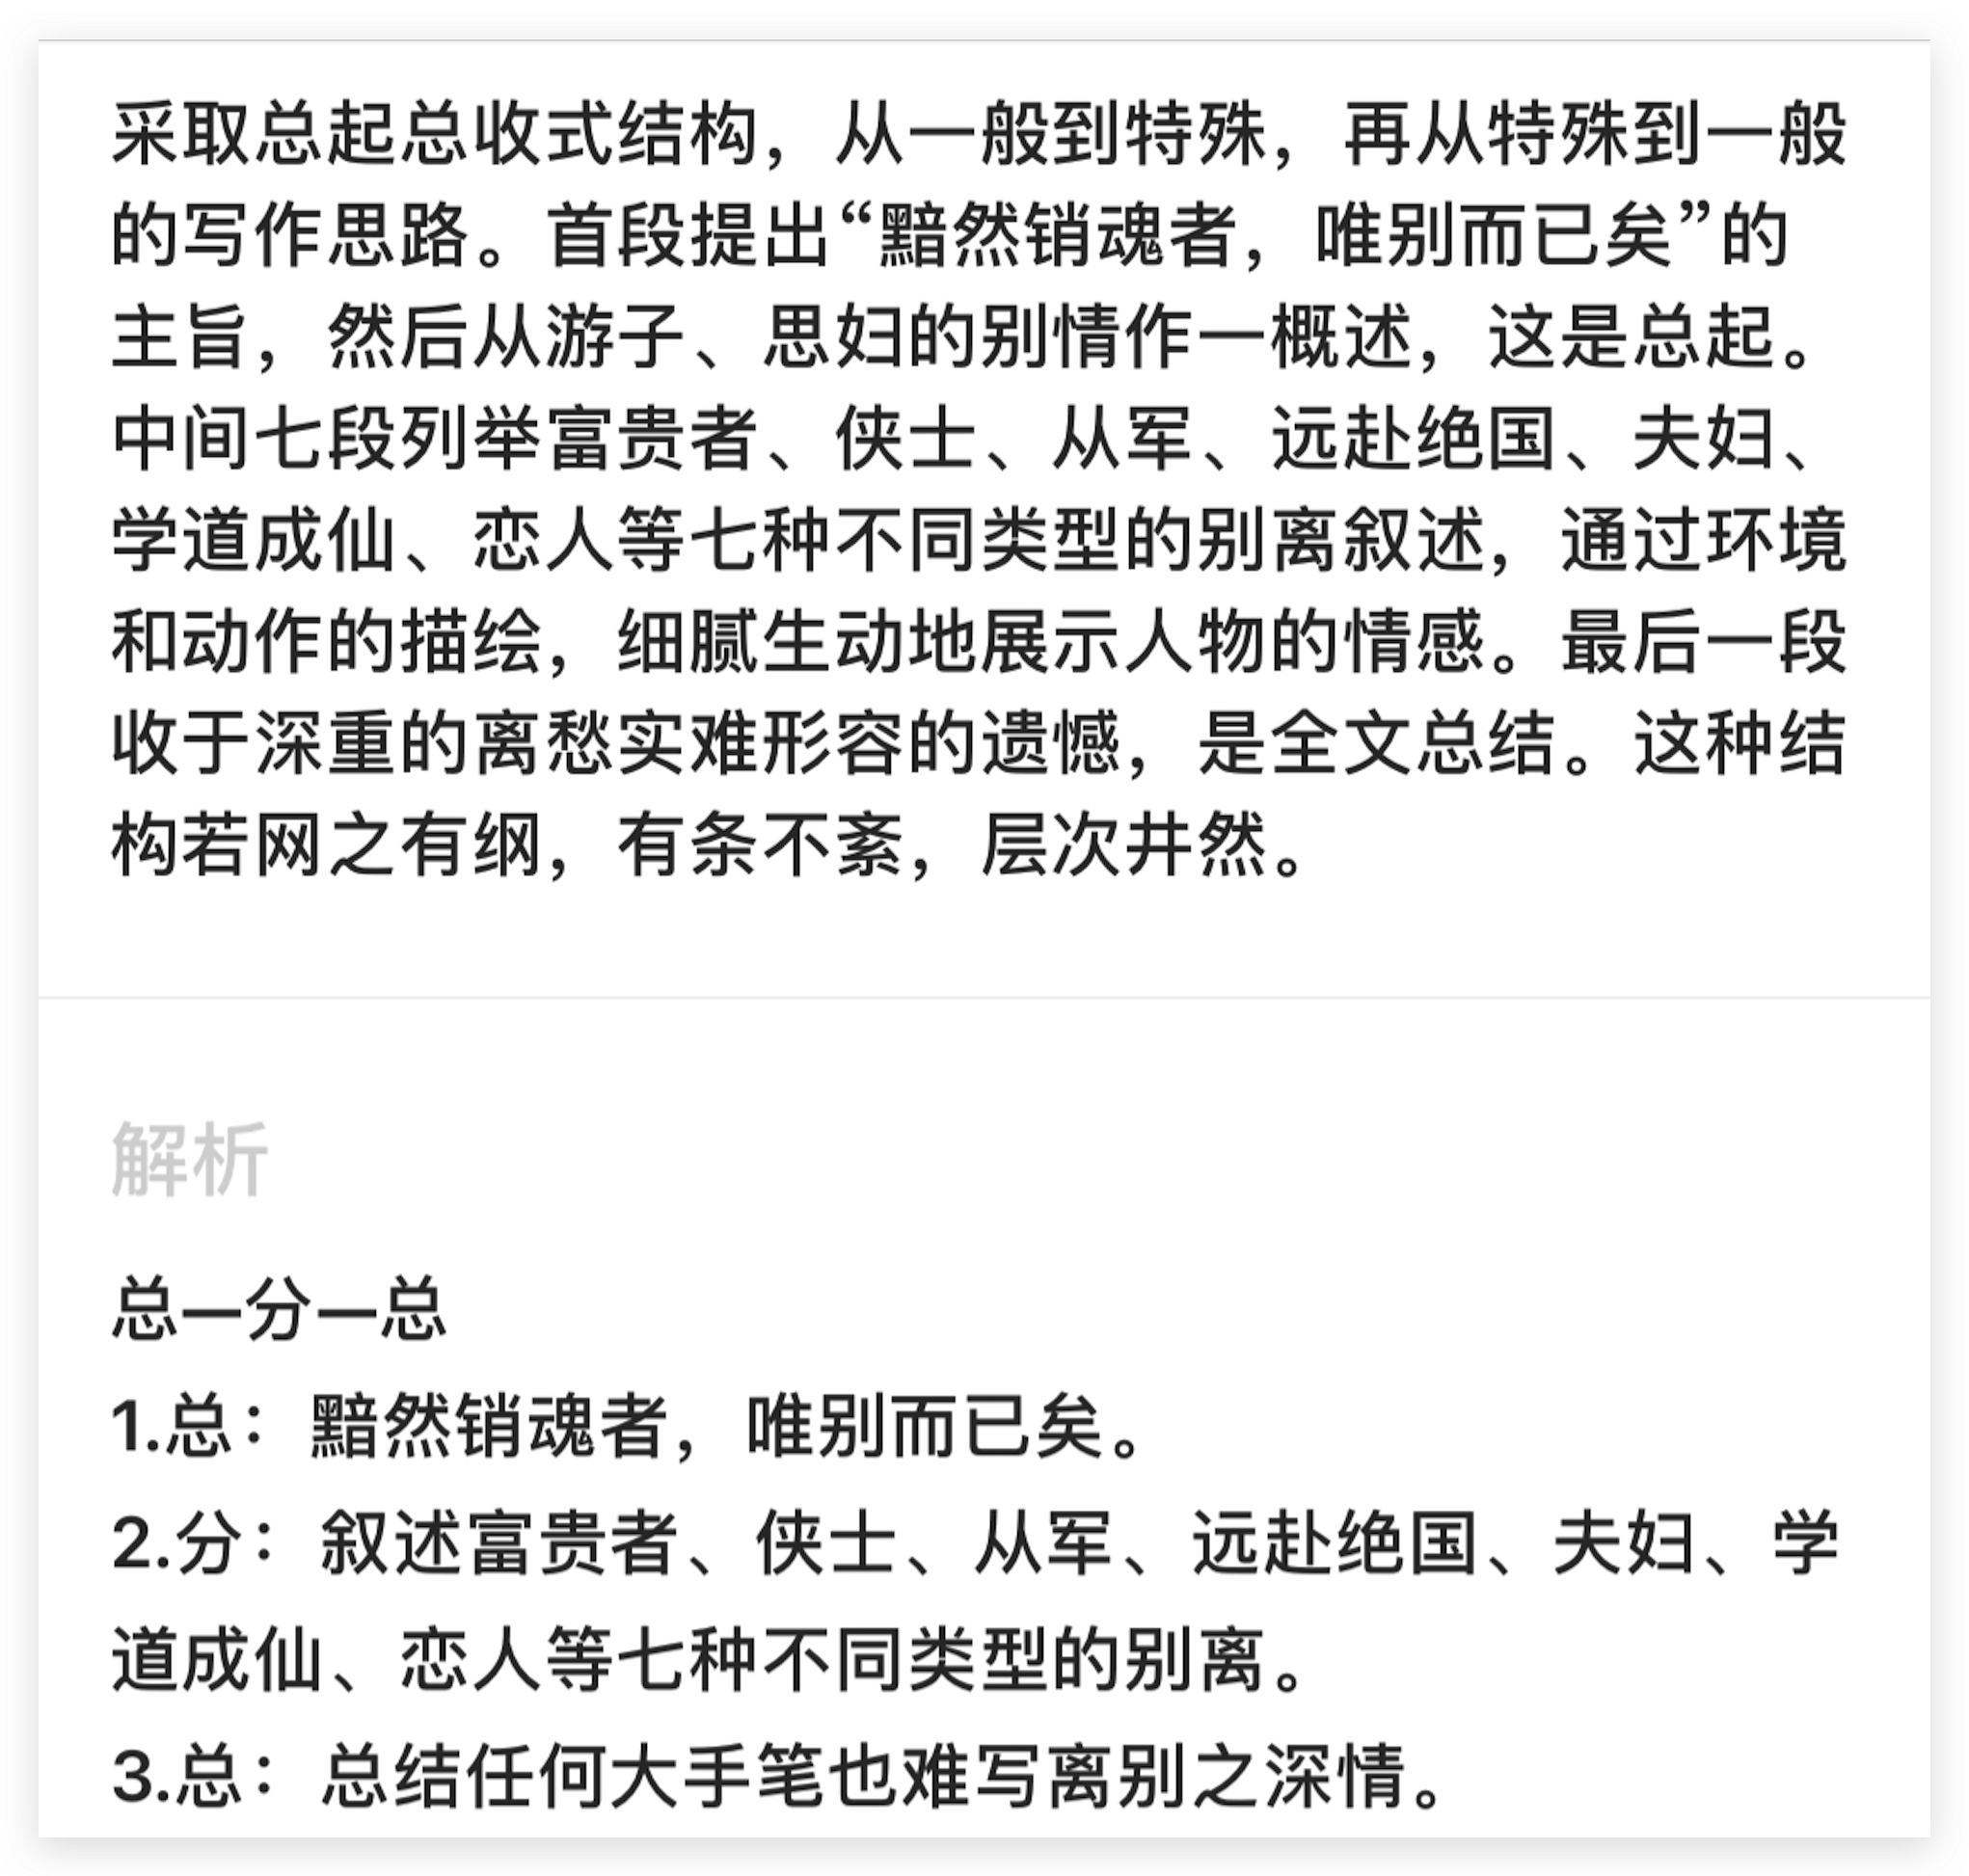 采取总起总收式结构，从一般到特殊，再从特殊到一般
的写作思路。首段提出“黯然销魂者，唯别而已矣”的
主旨，然后从游子、思妇的别情作一概述，这是总起。
中间七段列举富贵者、侠士、从军、远赴绝国、夫妇、
学道成仙、恋人等七种不同类型的别离叙述，通过环境
和动作的描绘，细腻生动地展示人物的情感。最后一段
收于深重的离愁实难形容的遗憾，是全文总结。这种结
构若网之有纲，有条不紊，层次井然。
解析
总—分—总
1.总：黯然销魂者，唯别而已矣。
2.分：叙述富贵者、侠士、从军、远赴绝国、夫妇、学
道成仙、恋人等七种不同类型的别离。
3.总：总结任何大手笔也难写离别之深情。